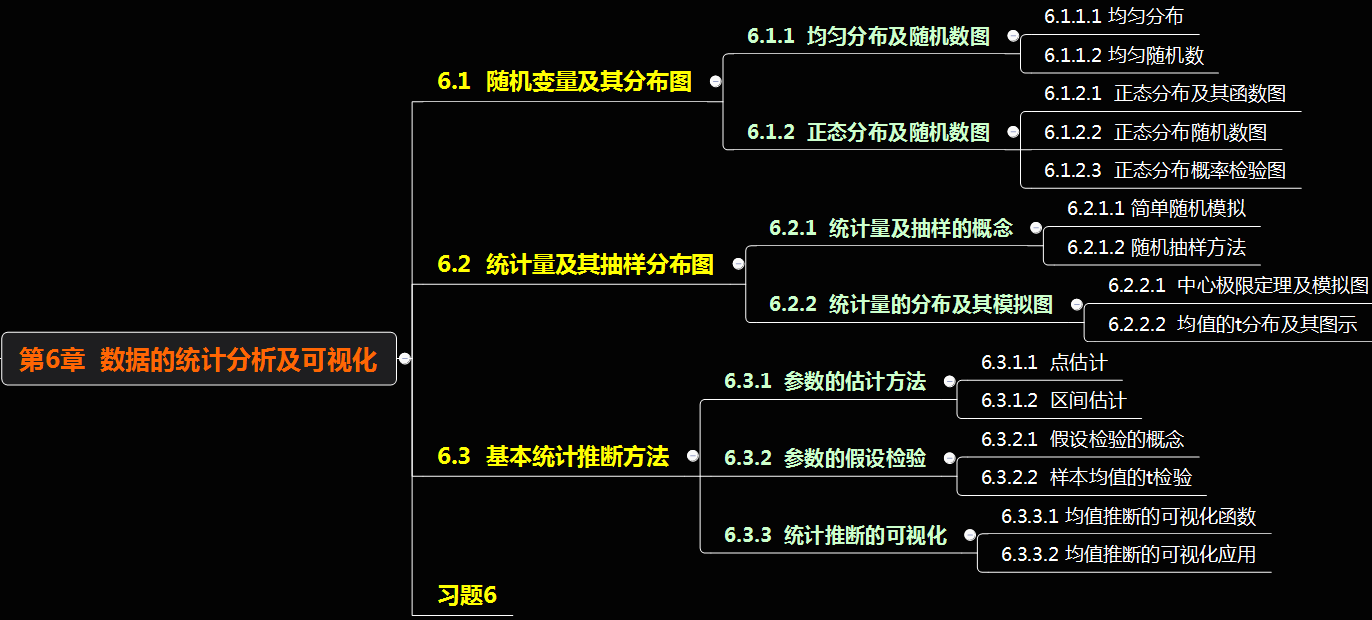 第6章 数据的统计分析及可视化
6.1 随机变量及其分布图
6.1.1 均匀分布及随机数图
6.1.1.1 均匀分布
6.1.1.2 均匀随机数
6.1.2 正态分布及随机数图
6.1.2.1 正态分布及其函数图
6.1.2.2 正态分布随机数图
6.1.2.3 正态分布概率检验图
6.2 统计量及其抽样分布图
6.2.1 统计量及抽样的概念
6.2.1.1 简单随机模拟
6.2.1.2 随机抽样方法
6.2.2 统计量的分布及其模拟图
6.2.2.1 中心极限定理及模拟图
6.2.2.2 均值的t分布及其图示
6.3 基本统计推断方法
6.3.1 参数的估计方法
6.3.1.1 点估计
6.3.1.2 区间估计
6.3.2 参数的假设检验
6.3.2.1 假设检验的概念
6.3.2.2 样本均值的t检验
6.3.3 统计推断的可视化
6.3.3.1 均值推断的可视化函数
6.3.3.2 均值推断的可视化应用
习题6